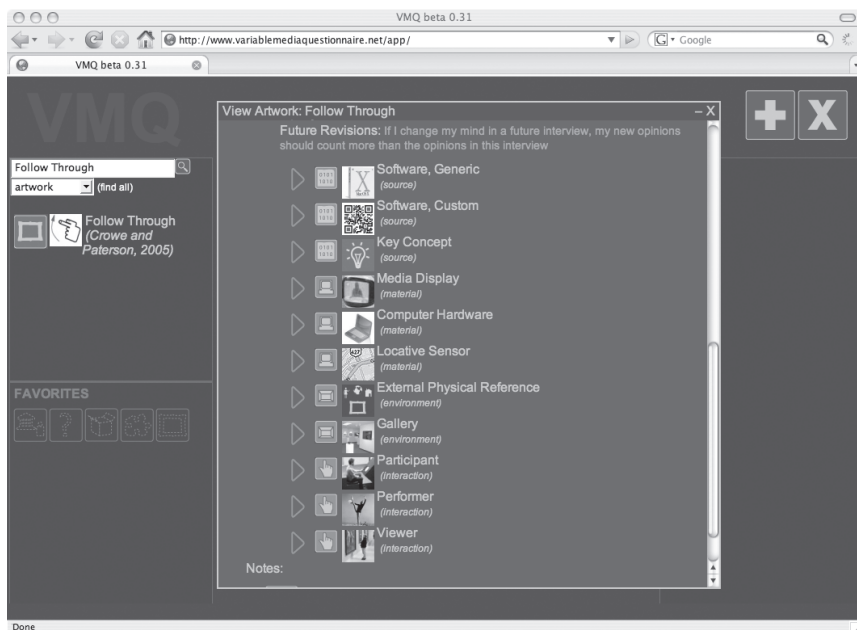 VMQ beta 0.31
http://www.variablemediaquestionnaire.net/app/
G Google
VMQ beta 0.31
VMQ
View Artwork: Follow Through
– X
Future Revisions: If I change my mind in a future interview, my new opinions
should count more than the opinions in this interview
Follow Through
artwork
(find all)
Follow Through
(Crowe and
Paterson, 2005)
Software, Generic
(source)
Software, Custom
(source)
Key Concept
(source)
Media Display
(material)
Computer Hardware
(material)
Locative Sensor
(material)
External Physical Reference
(environment)
Gallery
(environment)
Participant
(interaction)
Performer
(interaction)
Viewer
(interaction)
Notes:
FAVORITES
Done